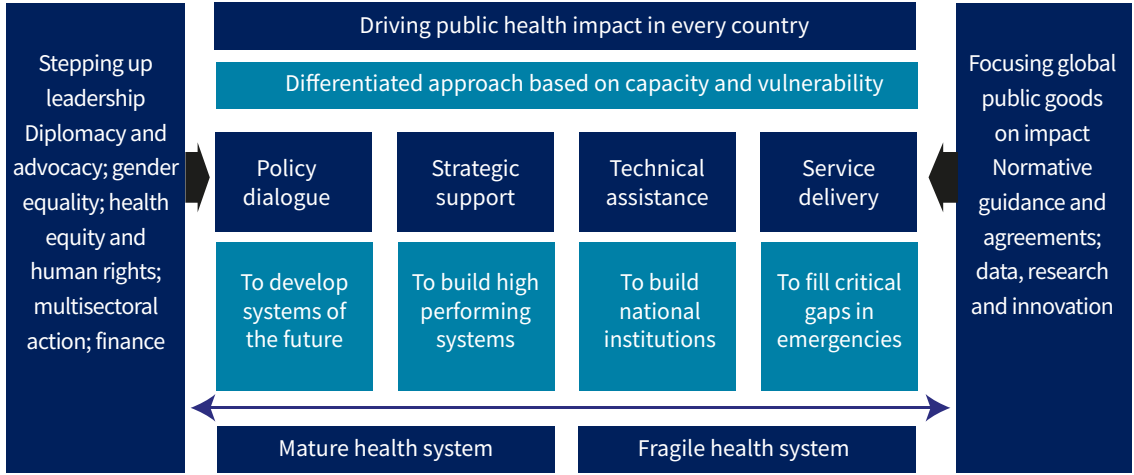 Stepping up
leadership
Diplomacy and
advocacy; gender
equality; health
equity and
human rights;
multisectoral
action; finance
Driving public health impact in every country
Differentiated approach based on capacity and vulnerability
Policy
dialogue
Strategic
support
Technical
assistance
Service
delivery
To develop
systems of
the future
To build high
performing
systems
To build
national
institutions
To fill critical
gaps in
emergencies
Mature health system
Fragile health system
Focusing global
public goods
on impact
Normative
guidance and
agreements;
data, research
and innovation